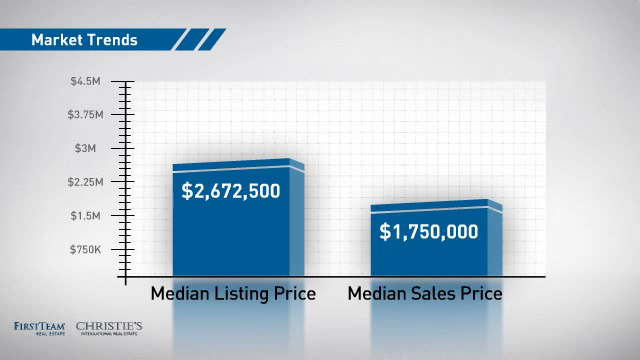 Market Trends
$4.5M
$3.75M
$3M
$2.25M
$1.5M
$750K
$2,672,500
$1,750,000
Median Listing Price
Median Sales Price
FIRST TEAM
REAL ESTATE
CHRISTIE'S
INTERNATIONAL REAL ESTATE